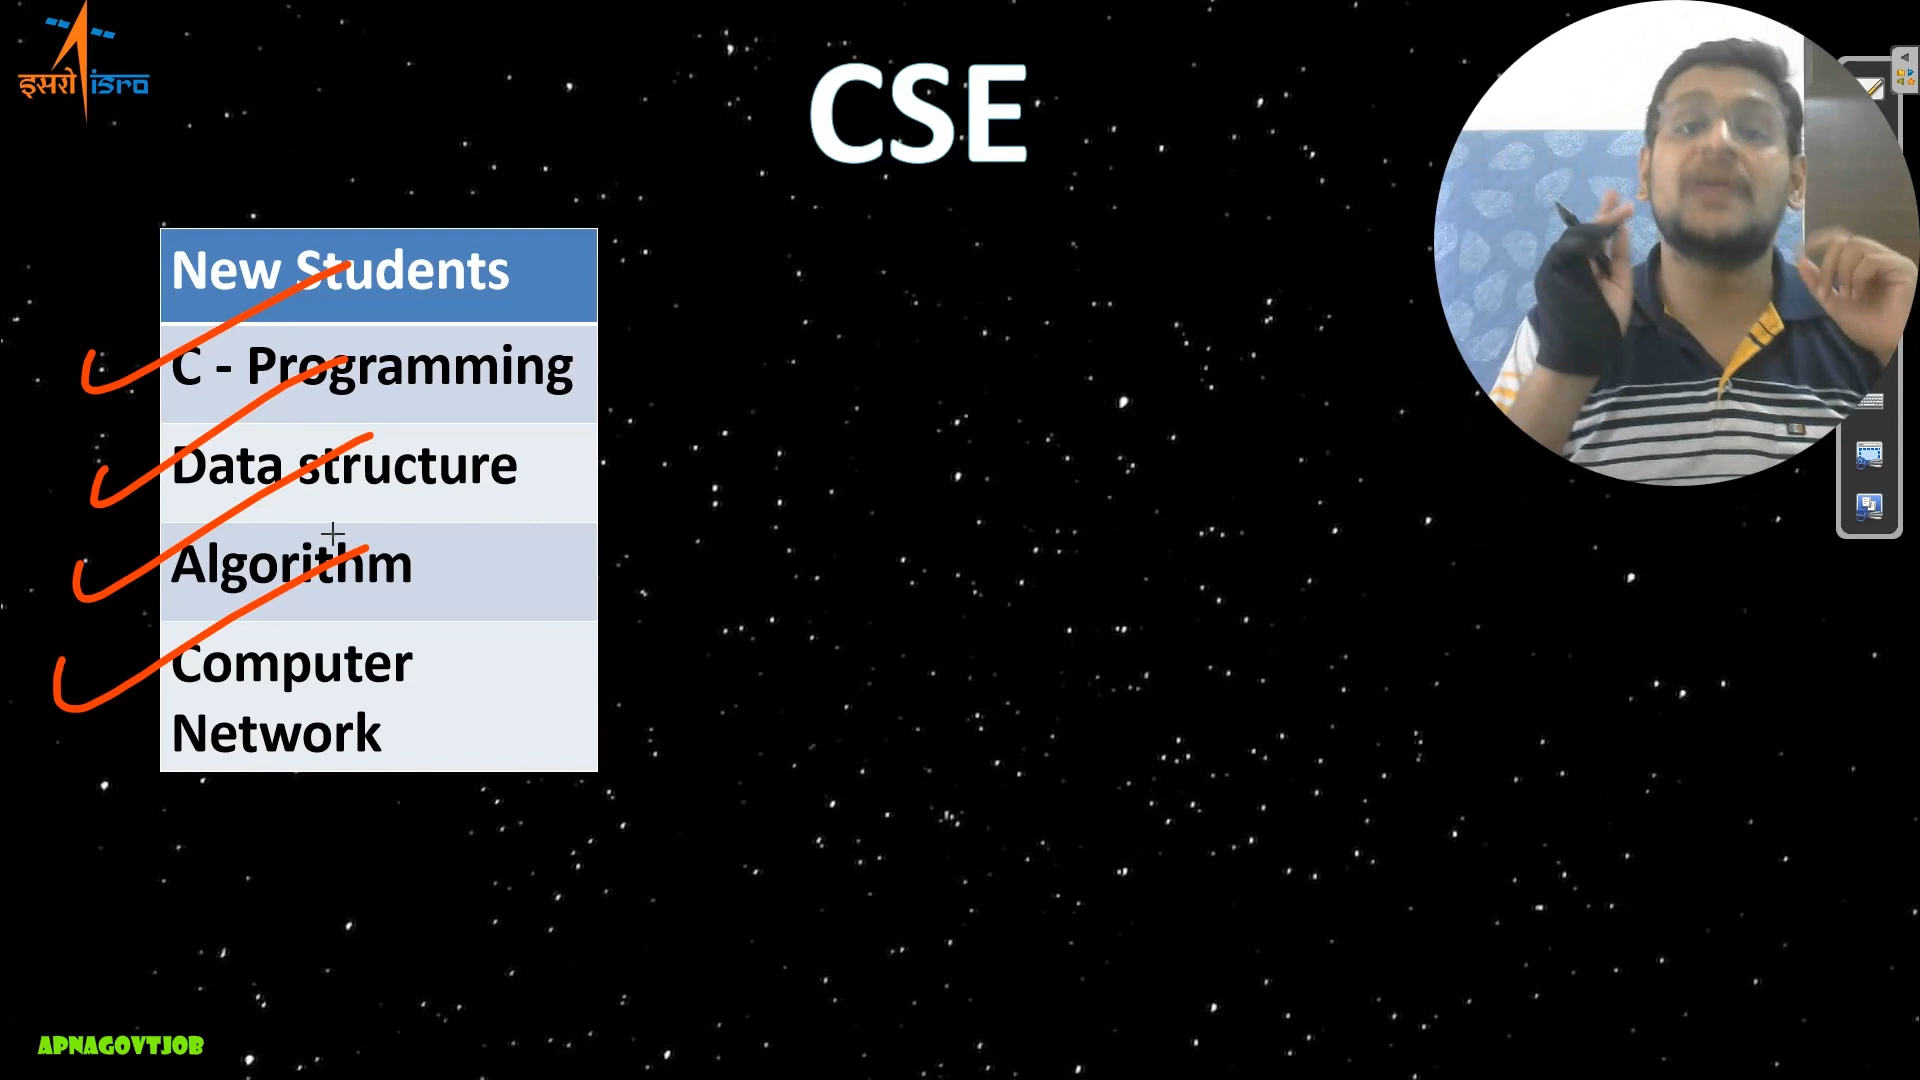 इसरो isro
CSE
New Students
C - Programming
Data structure
Algorithm
Computer
Network
APNAGOVTJOB